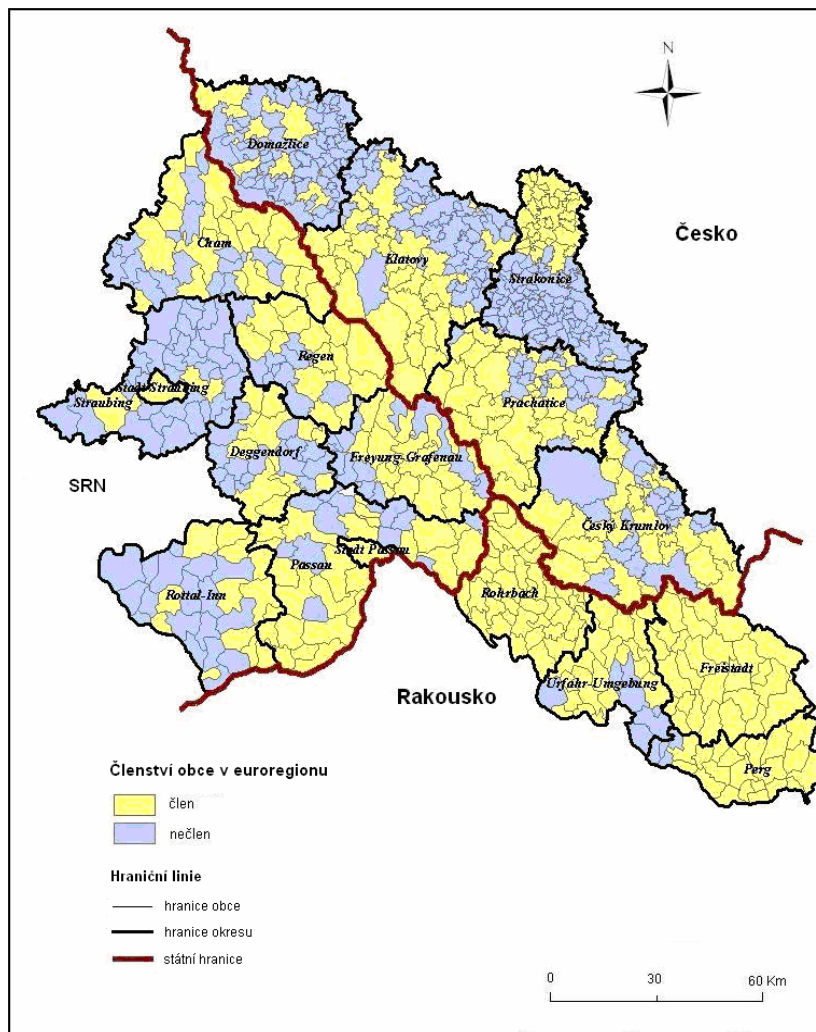 N
Domažlice
Česko
Cham
Klatovy
Strakonice
Regen
Stadt Straubing
Straubing
Prachatice
Deggendorf
Freyung-Grafenau
SRN
Český Krumlov
Stadt Passau
Passau
Rottal-Inn
Rohrbach
Freistadt
Urfahr-Umgebung
Rakousko
Perg
Členství obce v euroregionu
člen
nečlen
Hraniční linie
hranice obce
hranice okresu
státní hranice
0 30 60 Km